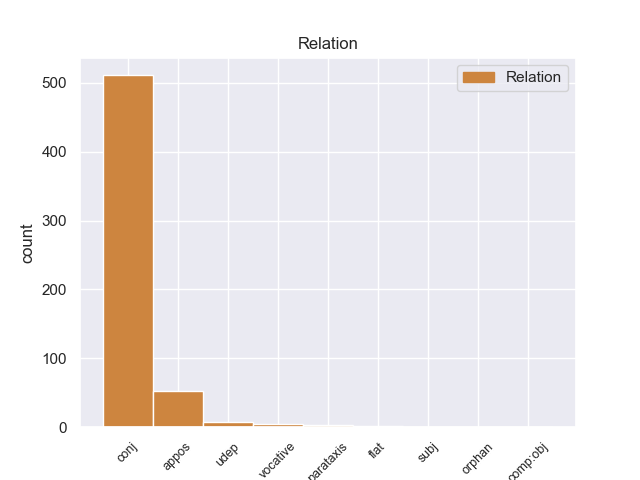 Relation
Relation
500
400
300
200
100
0
count
conj
appos
udep
vocative
parataxis
flat
subj
orphan
comp:obj